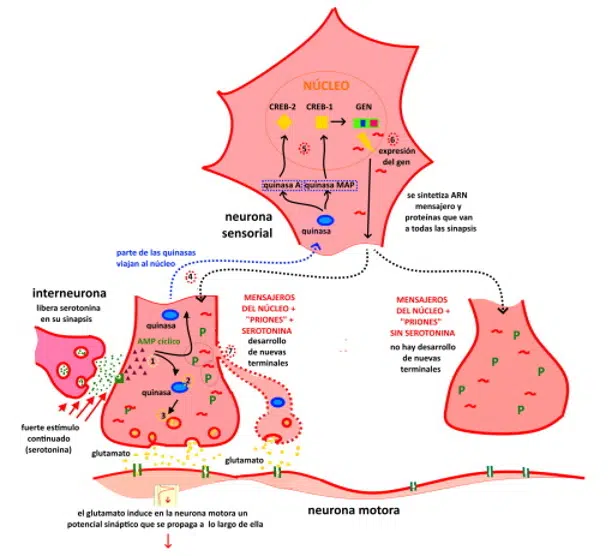 NÚCLEO
CREB-2 CREB-1 GEN
6
5
expresión
del gen
quinasa A quinasa MAP
se sintetiza ARN
mensajero y
proteínas que van
a todas las sinapsis
neurona
sensorial
quinasa
parte de las quinasas
viajan al núcleo
4
interneurona
libera serotonina
en su sinapsis
MENSAJEROS
DEL NÚCLEO +
"PRIONES" +
SEROTONINA
desarrollo
de nuevas
terminales
MENSAJEROS
DEL NÚCLEO +
"PRIONES"
SIN SEROTONINA
no hay desarrollo
de nuevas
terminales
quinasa
AMP cíclico
P
P
P
P
P
7
1
quinasa
2
3
P
P
P
P
P
fuerte estímulo
continuado
(serotonina)
glutamato
glutamato
el glutamato induce en la neurona motora un
potencial sináptico que se propaga a lo largo de ella
neurona motora